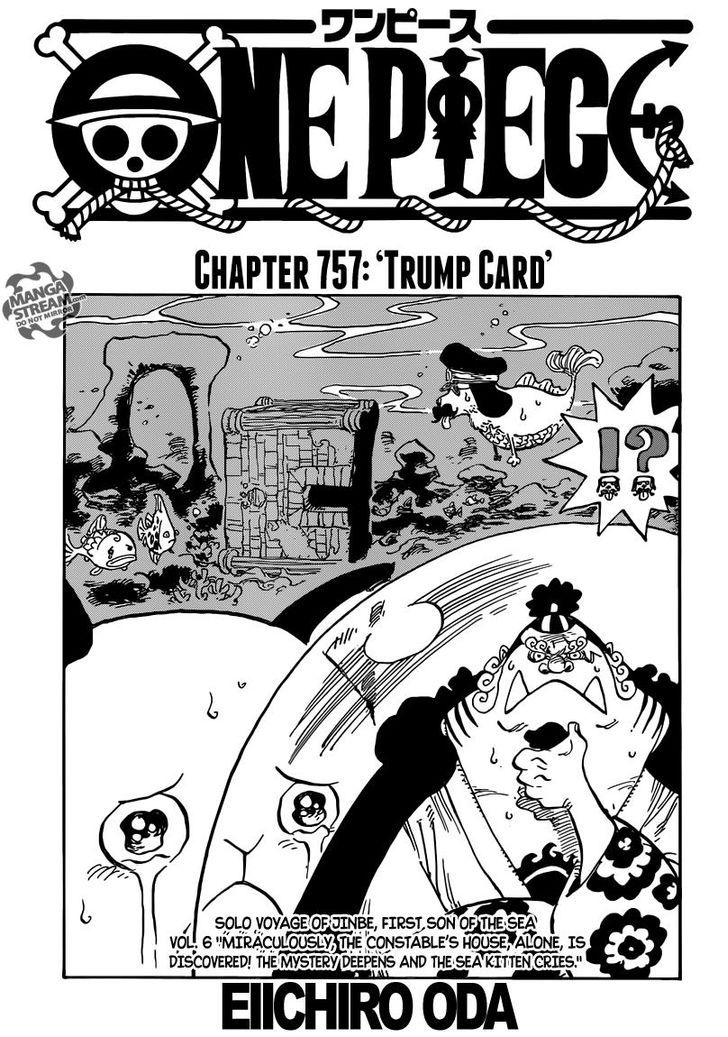 ワンピース
ONE PIECE
CHAPTER 757: ‘TRUMP CARD’
MANGA
STREAM.com
DO NOT MIRROR
!?
SOLO VOYAGE OF JINBE, FIRST SON OF THE SEA
VOL. 6 "MIRACULOUSLY, THE CONSTABLE'S HOUSE, ALONE, IS
DISCOVERED! THE MYSTERY DEEPENS AND THE SEA KITTEN CRIES."
EIICHIRO ODA